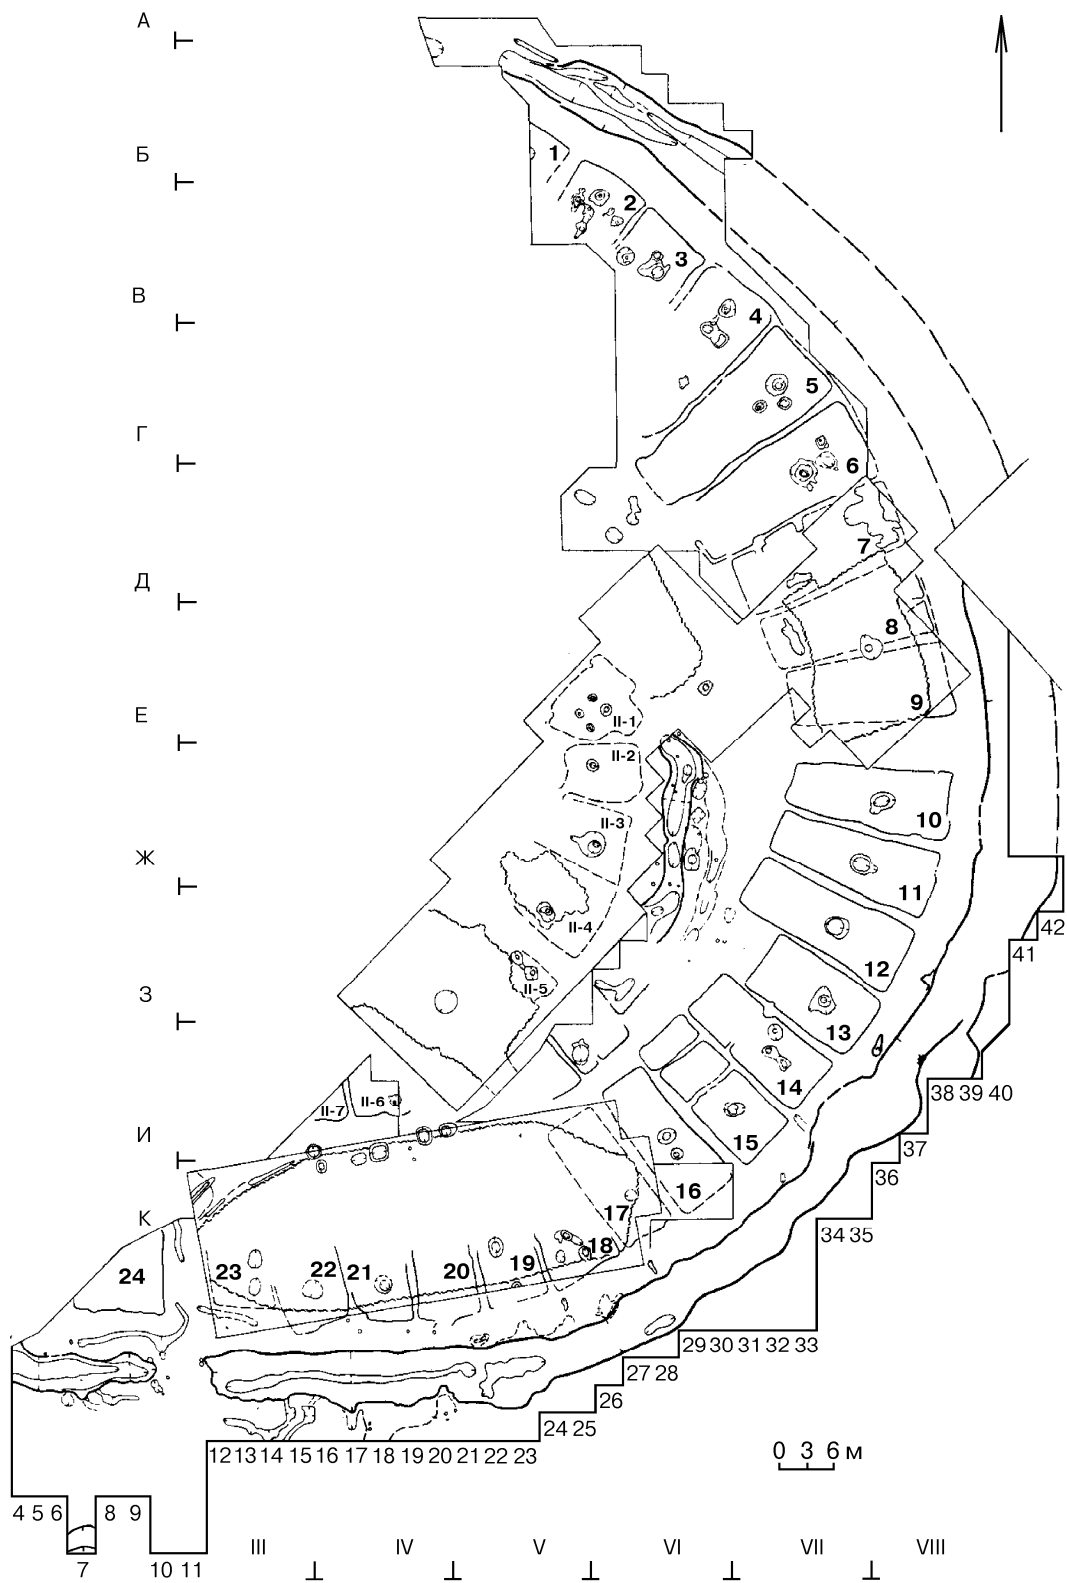 А
Б
1
2
3
В
4
5
Г
6
7
Д
8
9
Е
II-1
II-2
10
II-3
Ж
11
II-4
42
41
12
З
II-5
13
14
38 39 40
II-7
II-6
И
15
37
36
16
К
17
34 35
18
24
23
22
21
20
19
29 30 31 32 33
27 28
26
24 25
12 13 14 15 16 17 18 19 20 21 22 23
0 3 6 м
4 5 6
8 9
7
10 11
III
IV
V
VI
VII
VIII